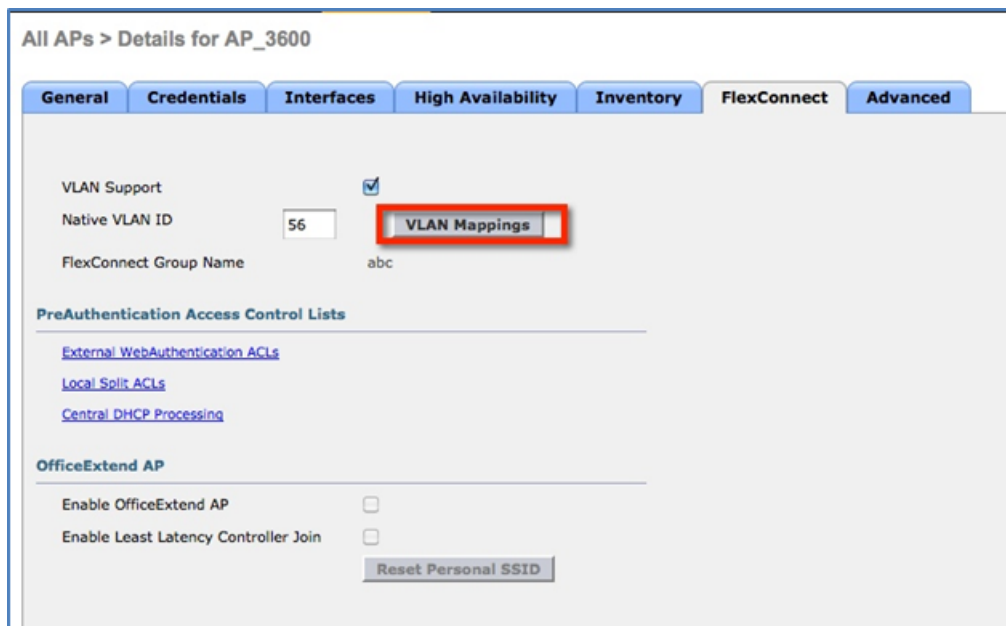 All APs > Details for AP_3600
General Credentials Interfaces High Availability Inventory FlexConnect Advanced
VLAN Support
Native VLAN ID 56 VLAN Mappings
FlexConnect Group Name abc
PreAuthentication Access Control Lists
External WebAuthentication ACLs
Local Split ACLs
Central DHCP Processing
OfficeExtend AP
Enable OfficeExtend AP
Enable Least Latency Controller Join
Reset Personal SSID